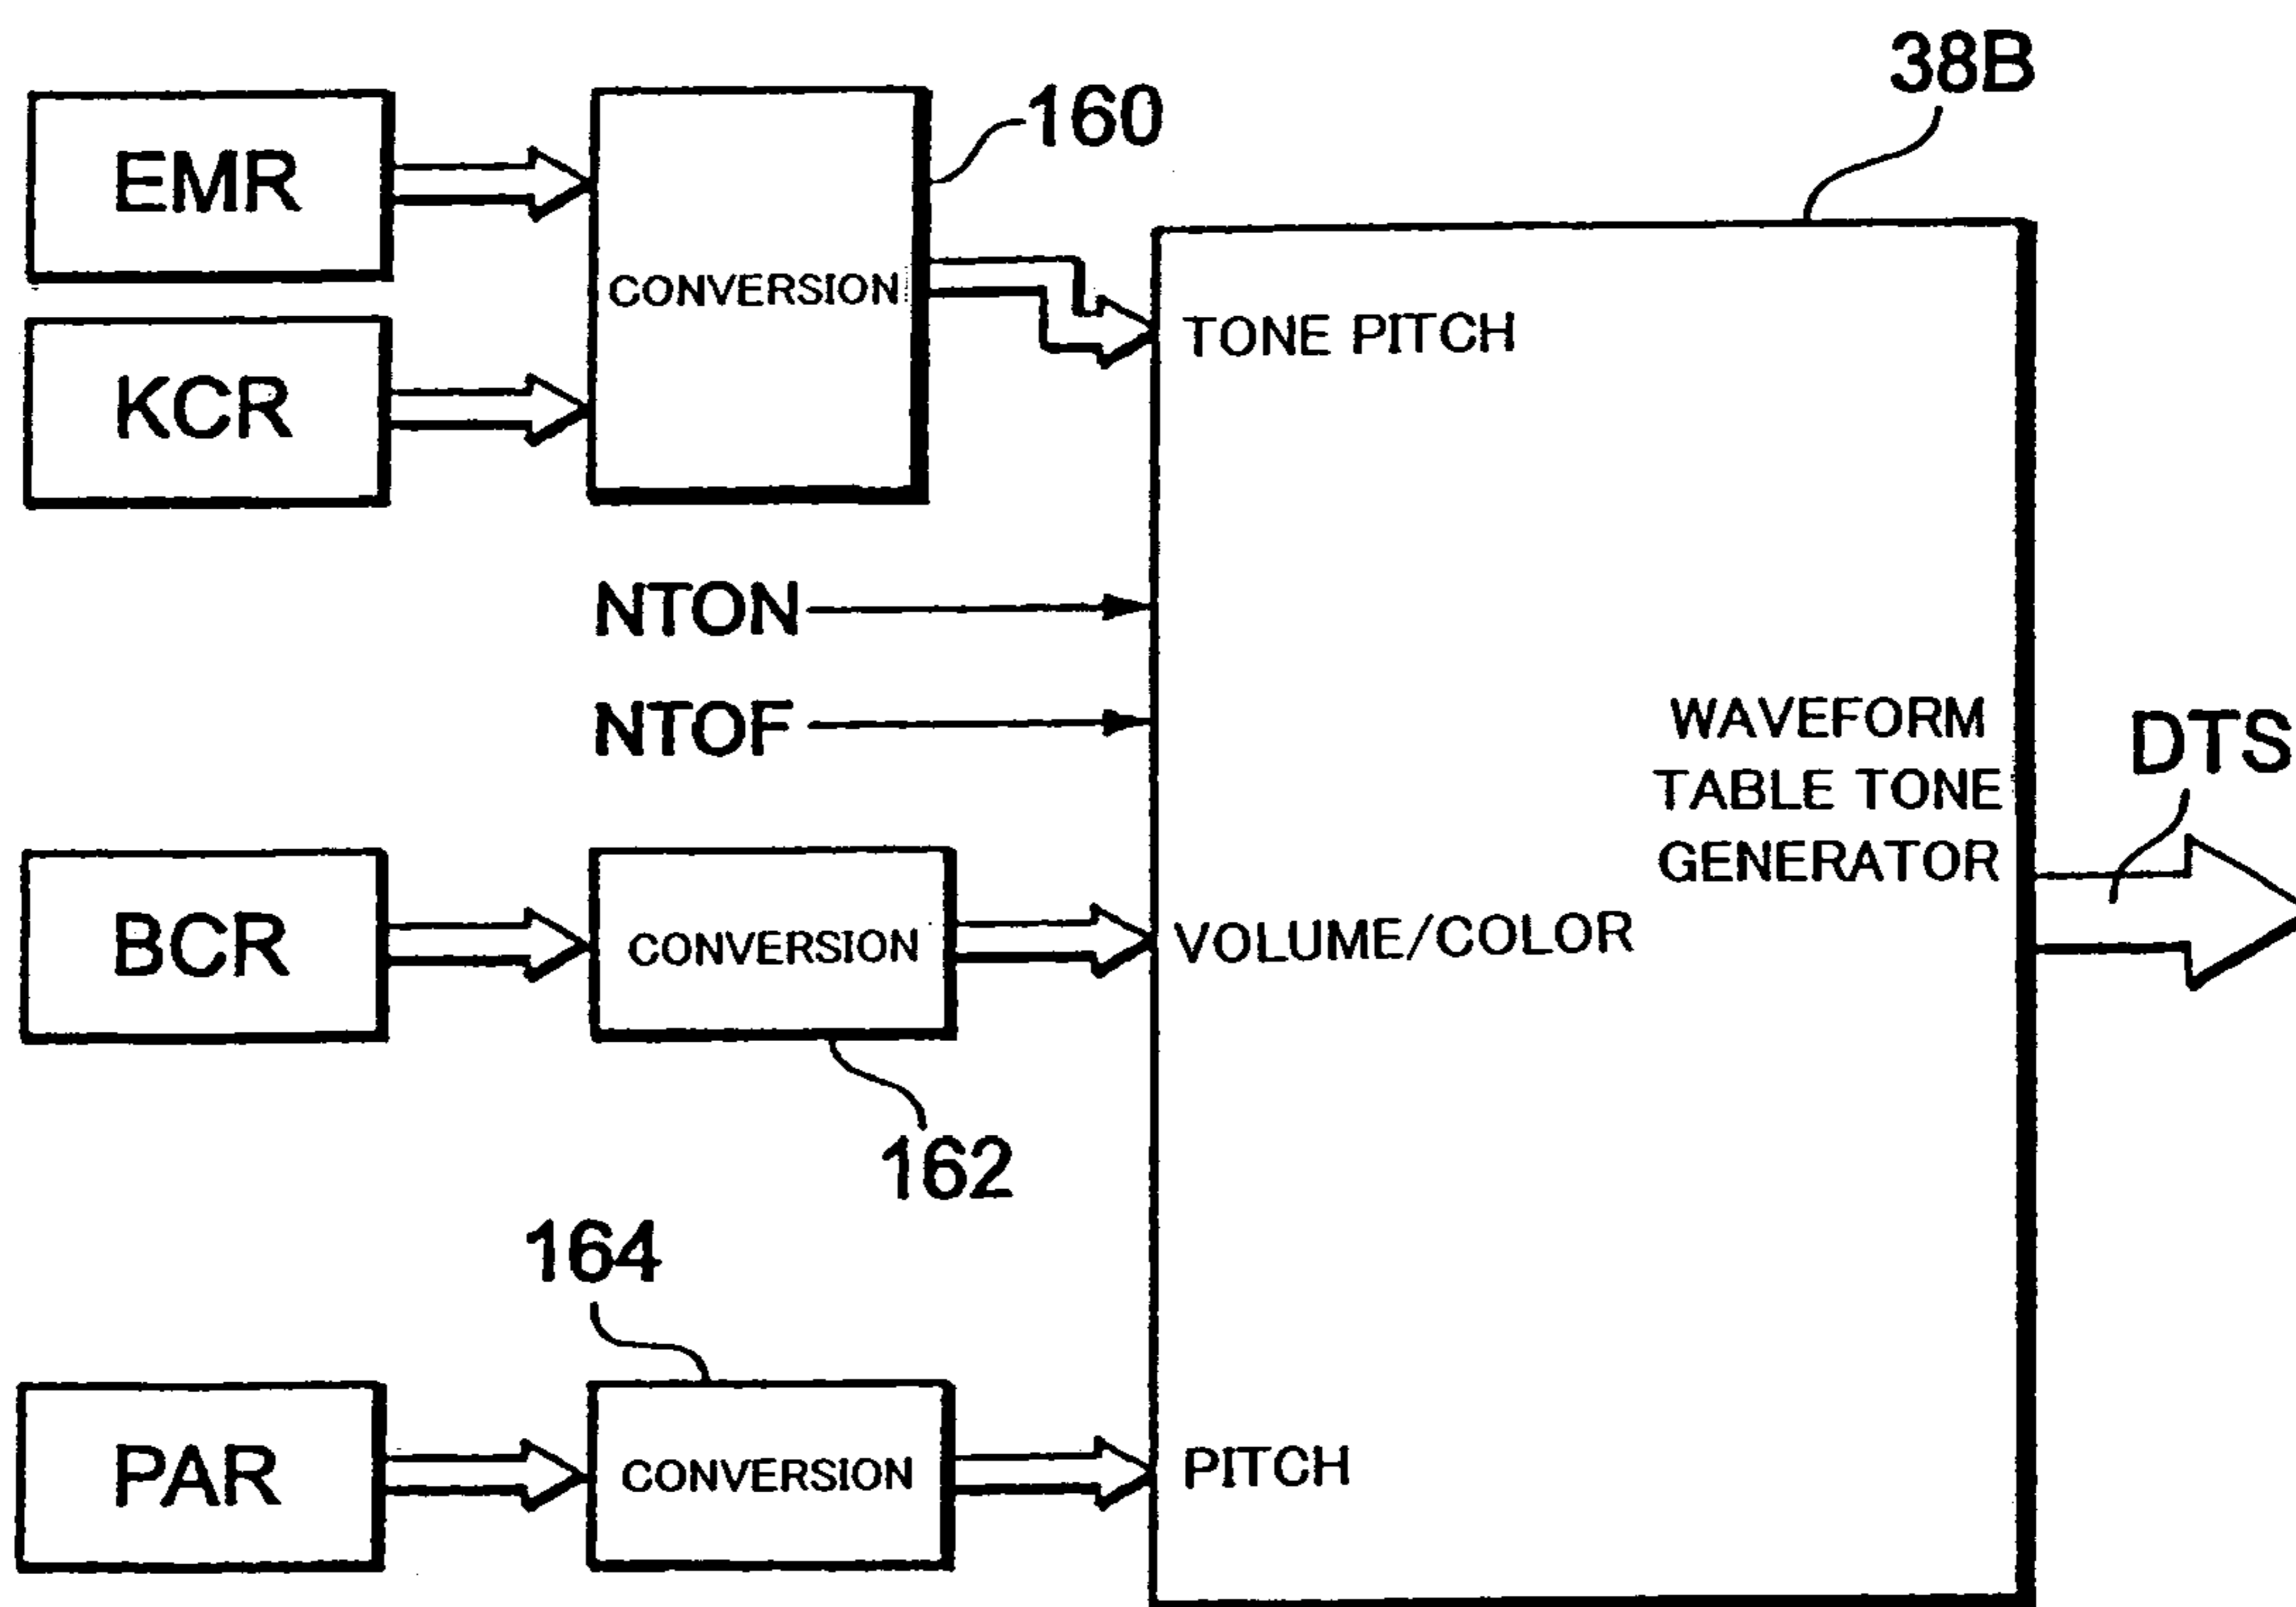 38B
EMR
160
CONVERSION
TONE PITCH
KCR
NTON
NTOF
WAVEFORM
TABLE TONE
GENERATOR
DTS
BCR
CONVERSION
VOLUME/COLOR
162
164
PAR
CONVERSION
PITCH